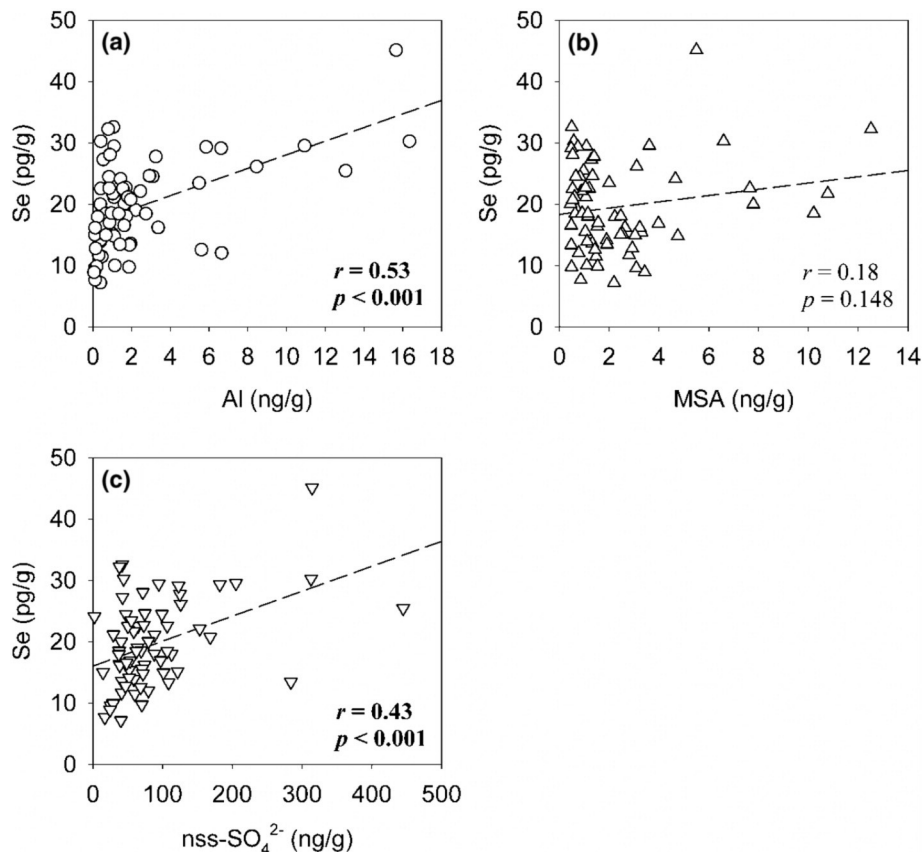 (a)
50
40
30
20
10
0
Se (pg/g)
r = 0.53
p < 0.001
0 2 4 6 8 10 12 14 16 18
Al (ng/g)
(b)
50
40
30
20
10
0
Se (pg/g)
r = 0.18
p = 0.148
0 2 4 6 8 10 12 14
MSA (ng/g)
(c)
50
40
30
20
10
0
Se (pg/g)
r = 0.43
p < 0.001
0 100 200 300 400 500
nss-SO₄²⁻ (ng/g)